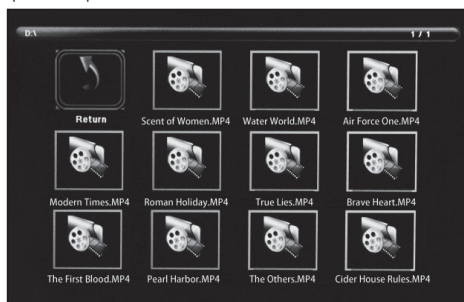 D:\
1 / 1
Return
Scent of Women.MP4
Water World.MP4
Air Force One.MP4
Modern Times.MP4
Roman Holiday.MP4
True Lies.MP4
Brave Heart.MP4
The First Blood.MP4
Pearl Harbor.MP4
The Others.MP4
Cider House Rules.MP4